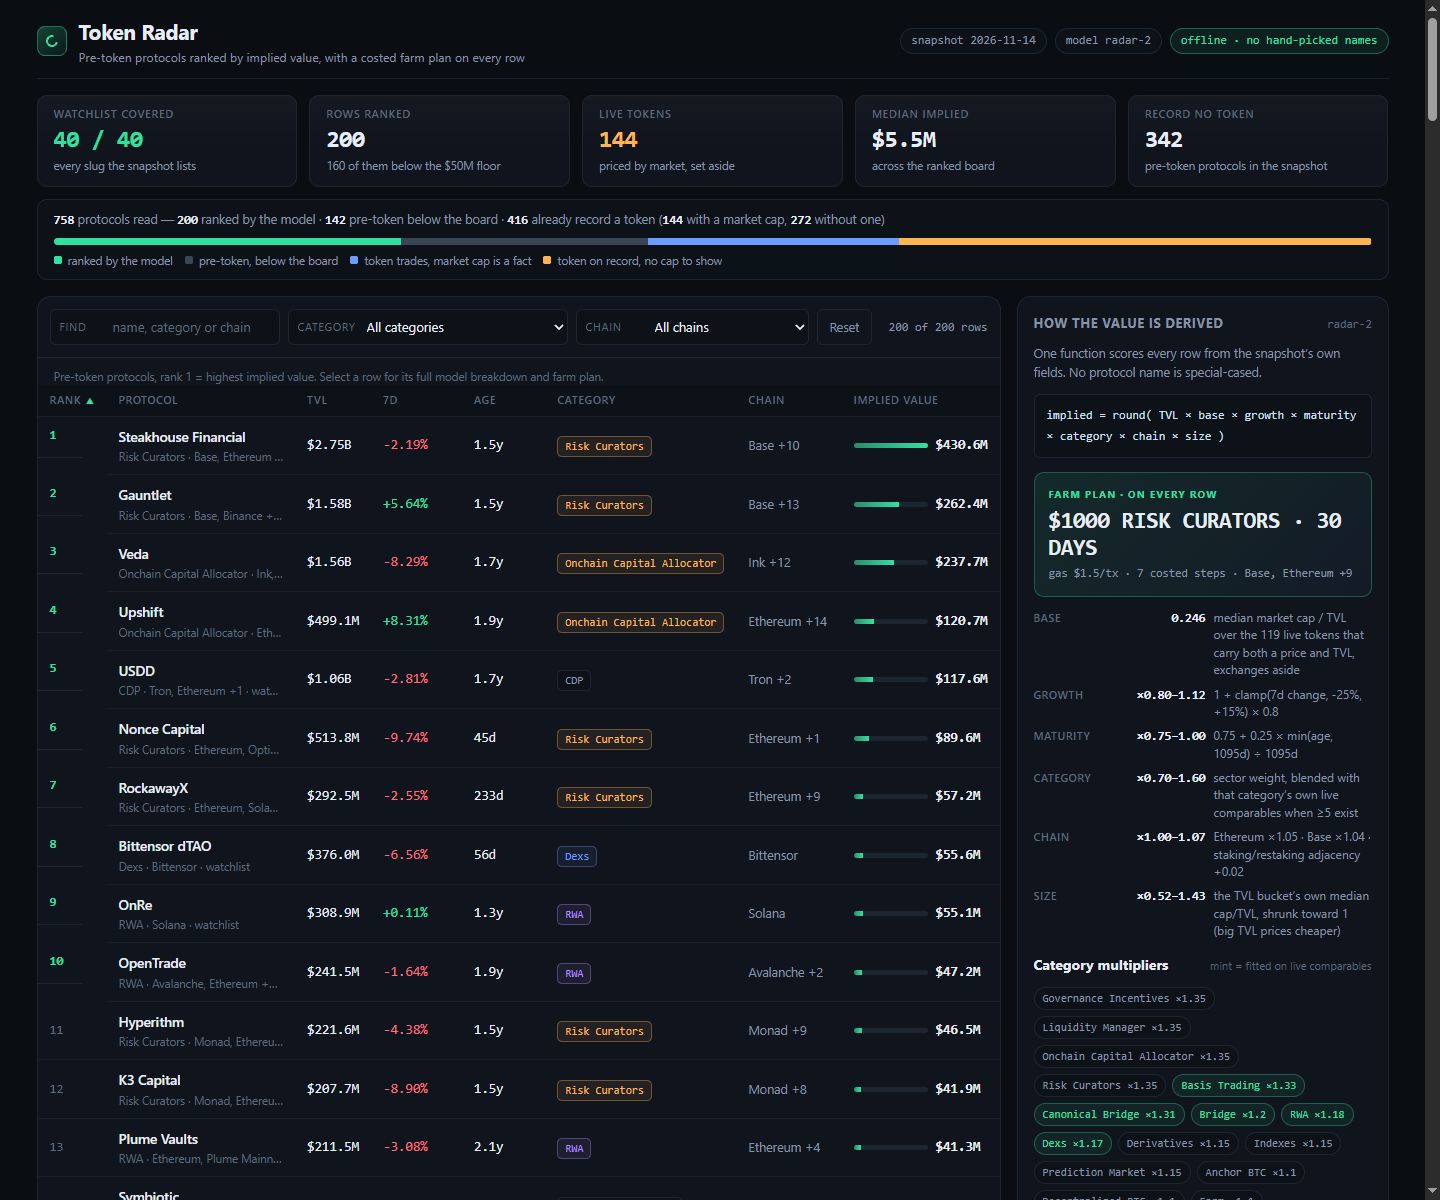 Token Radar
Pre-token protocols ranked by implied value, with a costed farm plan on every row
snapshot 2026-11-14
model radar-2
offline · no hand-picked names
WATCHLIST COVERED
40 / 40
every slug the snapshot lists
ROWS RANKED
200
160 of them below the $50M floor
LIVE TOKENS
144
priced by market, set aside
MEDIAN IMPLIED
$5.5M
across the ranked board
RECORD NO TOKEN
342
pre-token protocols in the snapshot
758 protocols read — 200 ranked by the model · 142 pre-token below the board · 416 already record a token (144 with a market cap, 272 without one)
ranked by the model
pre-token, below the board
token trades, market cap is a fact
token on record, no cap to show
FIND name, category or chain
CATEGORY All categories
CHAIN All chains
Reset
200 of 200 rows
Pre-token protocols, rank 1 = highest implied value. Select a row for its full model breakdown and farm plan.
RANK ▲ PROTOCOL TVL 7D AGE CATEGORY CHAIN IMPLIED VALUE
1 Steakhouse Financial $2.75B -2.19% 1.5y Risk Curators Base +10 $430.6M
Risk Curators · Base, Ethereum ...
2 Gauntlet $1.58B +5.64% 1.5y Risk Curators Base +13 $262.4M
Risk Curators · Base, Binance +...
3 Veda $1.56B -8.29% 1.7y Onchain Capital Allocator Ink +12 $237.7M
Onchain Capital Allocator · Ink,...
4 Upshift $499.1M +8.31% 1.9y Onchain Capital Allocator Ethereum +14 $120.7M
Onchain Capital Allocator · Eth...
5 USDD $1.06B -2.81% 1.7y CDP Tron +2 $117.6M
CDP · Tron, Ethereum +1 · wat...
6 Nonce Capital $513.8M -9.74% 45d Risk Curators Ethereum +1 $89.6M
Risk Curators · Ethereum, Opti...
7 RockawayX $292.5M -2.55% 233d Risk Curators Ethereum +9 $57.2M
Risk Curators · Ethereum, Sola...
8 Bittensor dTAO $376.0M -6.56% 56d Dexs Bittensor $55.6M
Dexs · Bittensor · watchlist
9 OnRe $308.9M +0.11% 1.3y RWA Solana $55.1M
RWA · Solana · watchlist
10 OpenTrade $241.5M -1.64% 1.9y RWA Avalanche +2 $47.2M
RWA · Avalanche, Ethereum +...
11 Hyperithm $221.6M -4.38% 1.5y Risk Curators Monad +9 $46.5M
Risk Curators · Monad, Ethereu...
12 K3 Capital $207.7M -8.90% 1.5y Risk Curators Monad +8 $41.9M
Risk Curators · Monad, Ethereu...
13 Plume Vaults $211.5M -3.08% 2.1y RWA Ethereum +4 $41.3M
RWA · Ethereum, Plume Mainn...
Symbiotic
HOW THE VALUE IS DERIVED
radar-2
One function scores every row from the snapshot's own
fields. No protocol name is special-cased.
implied = round( TVL × base × growth × maturity
× category × chain × size )
FARM PLAN · ON EVERY ROW
$1000 RISK CURATORS · 30
DAYS
gas $1.5/tx · 7 costed steps · Base, Ethereum +9
BASE 0.246 median market cap / TVL
over the 119 live tokens that
carry both a price and TVL,
exchanges aside
GROWTH ×0.80–1.12 1 + clamp(7d change, -25%,
+15%) × 0.8
MATURITY ×0.75–1.00 0.75 + 0.25 × min(age,
1095d) ÷ 1095d
CATEGORY ×0.70–1.60 sector weight, blended with
that category's own live
comparables when ≥5 exist
CHAIN ×1.00–1.07 Ethereum ×1.05 · Base ×1.04 ·
staking/restaking adjacency
+0.02
SIZE ×0.52–1.43 the TVL bucket's own median
cap/TVL, shrunk toward 1
(big TVL prices cheaper)
Category multipliers
mint = fitted on live comparables
Governance Incentives ×1.35
Liquidity Manager ×1.35
Onchain Capital Allocator ×1.35
Risk Curators ×1.35 Basis Trading ×1.33
Canonical Bridge ×1.31 Bridge ×1.2 RWA ×1.18
Dexs ×1.17 Derivatives ×1.15 Indexes ×1.15
Prediction Market ×1.15 Anchor BTC ×1.1